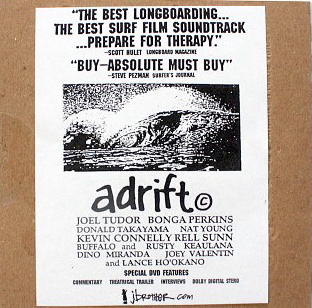 "THE BEST LONGBOARDING...
THE BEST SURF FILM SOUNDTRACK
...PREPARE FOR THERAPY."
-SCOTT HULET LONGBOARD MAGAZINE
"BUY-ABSOLUTE MUST BUY"
-STEVE PEZMAN SURFER'S JOURNAL
adrift©
JOEL TUDOR BONGA PERKINS
DONALD TAKAYAMA NAT YOUNG
KEVIN CONNELLY RELL SUNN
BUFFALO and RUSTY KEAULANA
DINO MIRANDA JOEY VALENTIN
and LANCE HO'OKANO
SPECIAL DVD FEATURES
COMMENTARY THEATRICAL TRAILER INTERVIEWS DOLBY DIGITAL STEREO
jbrother.com